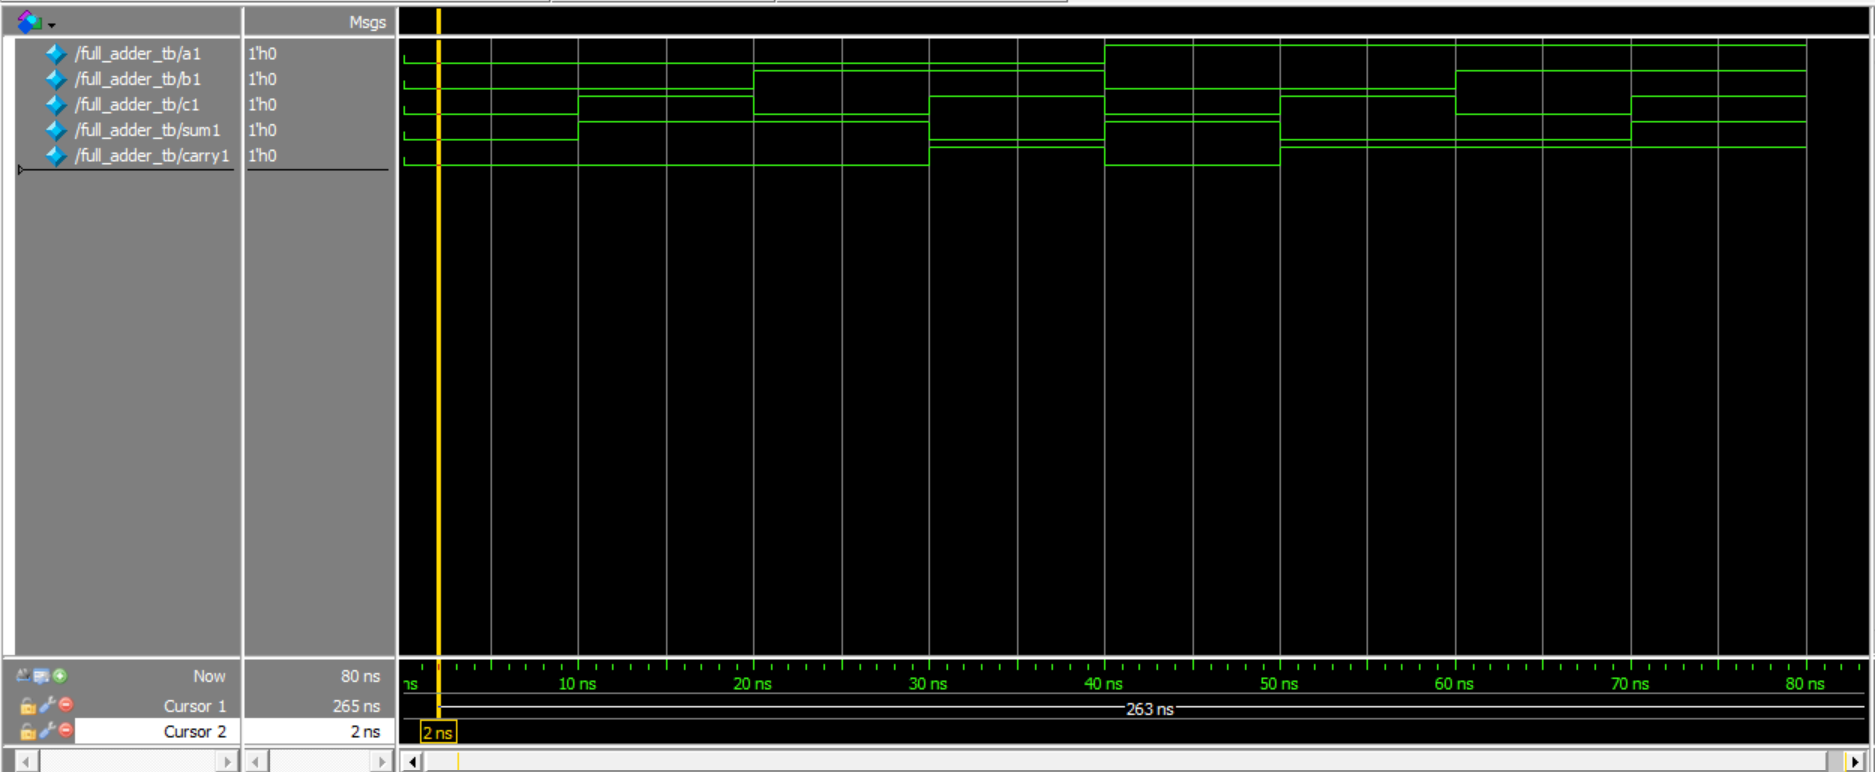 Msgs
/full_adder_tb/a1 1'h0
/full_adder_tb/b1 1'h0
/full_adder_tb/c1 1'h0
/full_adder_tb/sum1 1'h0
/full_adder_tb/carry1 1'h0
Now 80 ns ns 10 ns 20 ns 30 ns 40 ns 50 ns 60 ns 70 ns 80 ns
Cursor 1 265 ns 263 ns
Cursor 2 2 ns 2 ns